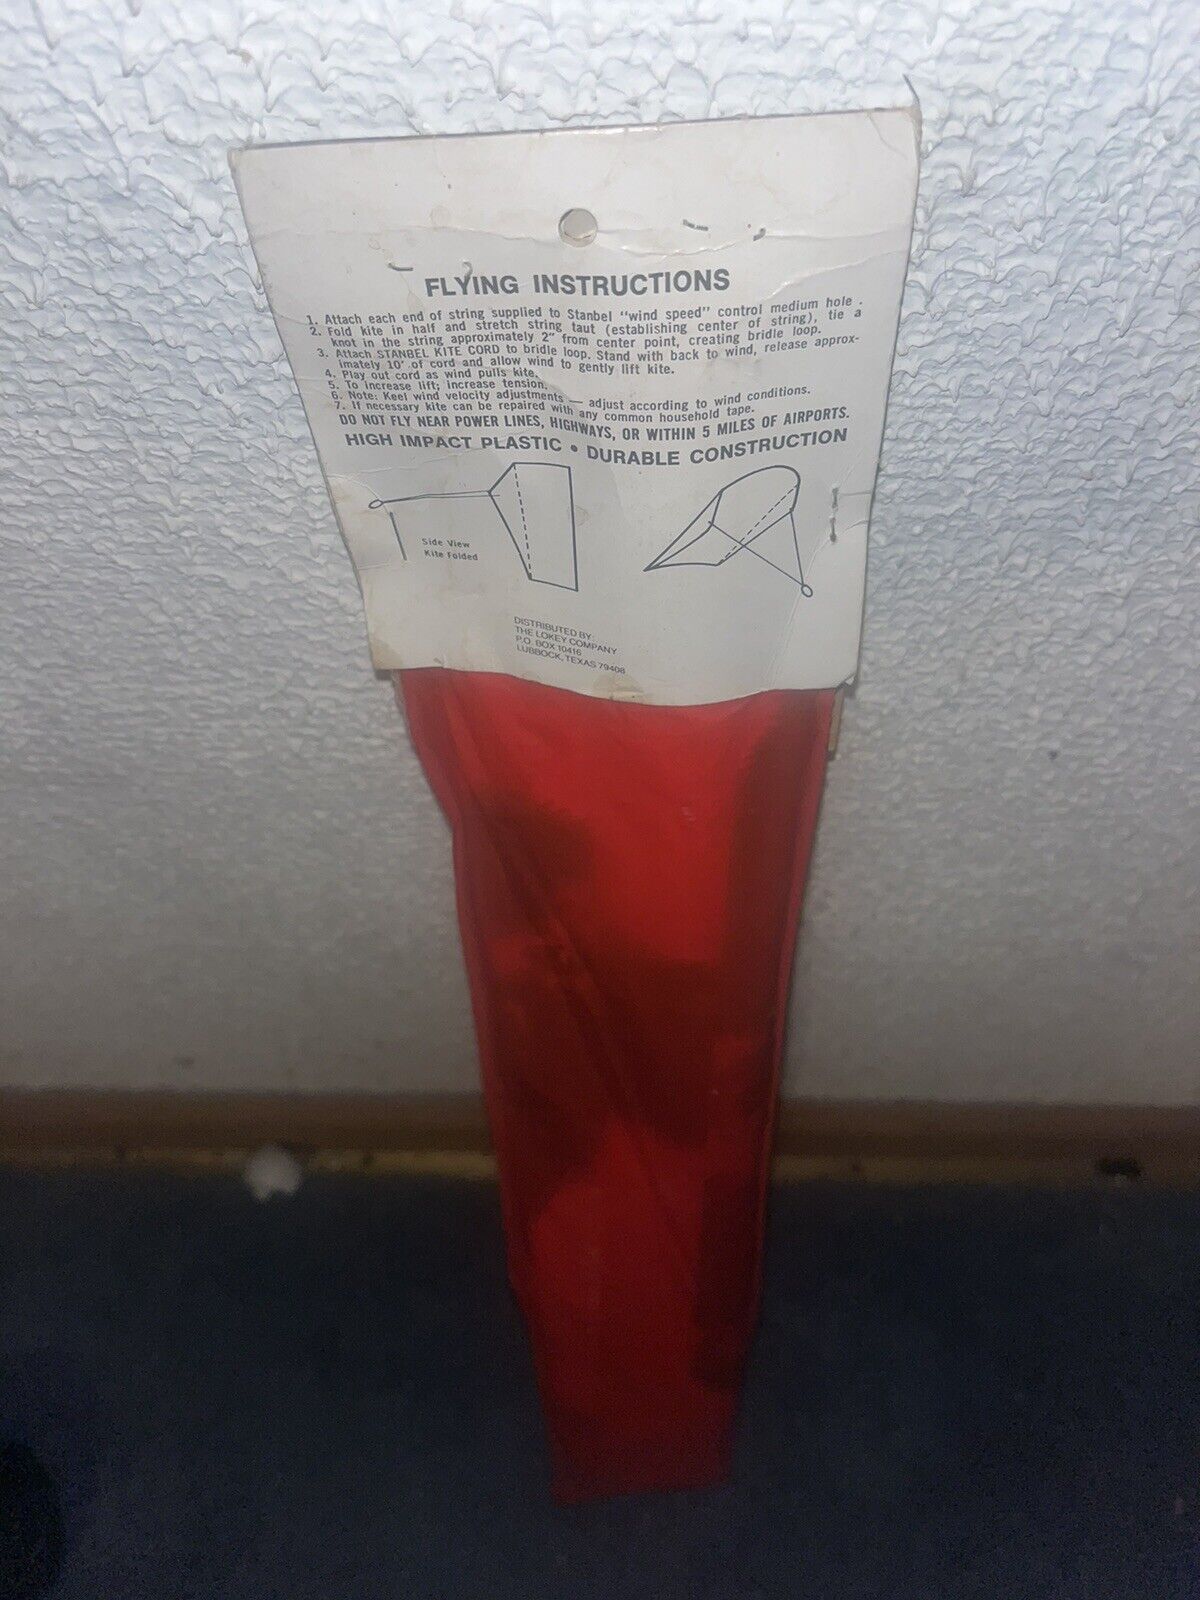 FLYING INSTRUCTIONS
1. Attach each end of string supplied to Stanbel "wind speed" control medium hole .
2. Fold kite in half and stretch string taut (establishing center of string), tie a
knot in the string approximately 2" from center point, creating bridle loop.
3. Attach STANBEL KITE CORD to bridle loop. Stand with back to wind, release approx-
imately 10' of cord and allow wind to gently lift kite.
4. Play out cord as wind pulls kite.
5. To increase lift; increase tension.
6. Note: Keel wind velocity adjustments — adjust according to wind conditions.
7. If necessary kite can be repaired with any common household tape.
DO NOT FLY NEAR POWER LINES, HIGHWAYS, OR WITHIN 5 MILES OF AIRPORTS.
HIGH IMPACT PLASTIC • DURABLE CONSTRUCTION
Side View
Kite Folded
DISTRIBUTED BY:
THE LOKEY COMPANY
P.O. BOX 10416
LUBBOCK, TEXAS 79408